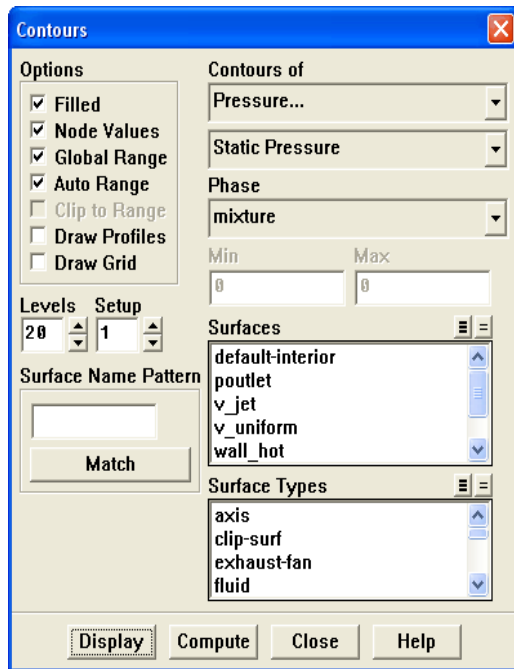 Contours
Options
Filled
Node Values
Global Range
Auto Range
Clip to Range
Draw Profiles
Draw Grid
Levels Setup
20 1
Surface Name Pattern
Match
Contours of
Pressure...
Static Pressure
Phase
mixture
Min Max
0 0
Surfaces
default-interior
poutlet
v_jet
v_uniform
wall_hot
Surface Types
axis
clip-surf
exhaust-fan
fluid
Display Compute Close Help